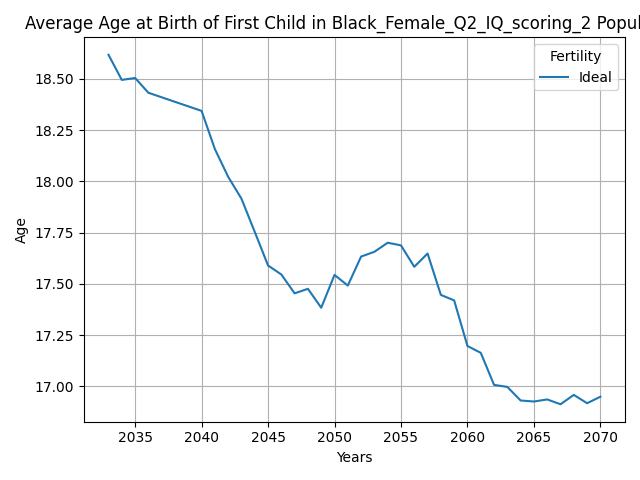 Average Age at Birth of First Child in Black_Female_Q2_IQ_scoring_2 Popul
Fertility
Ideal
18.50
18.25
18.00
17.75
17.50
17.25
17.00
Age
2035 2040 2045 2050 2055 2060 2065 2070
Years